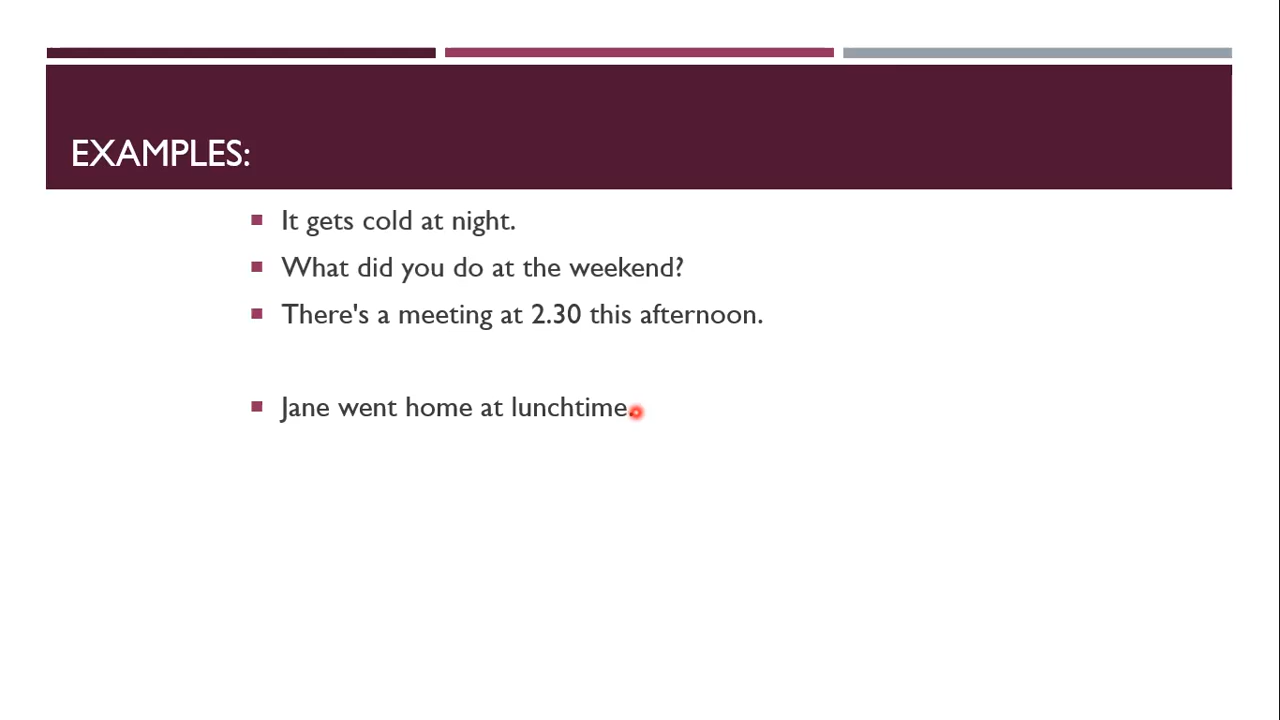 EXAMPLES:
It gets cold at night.
What did you do at the weekend?
There's a meeting at 2.30 this afternoon.
Jane went home at lunchtime.